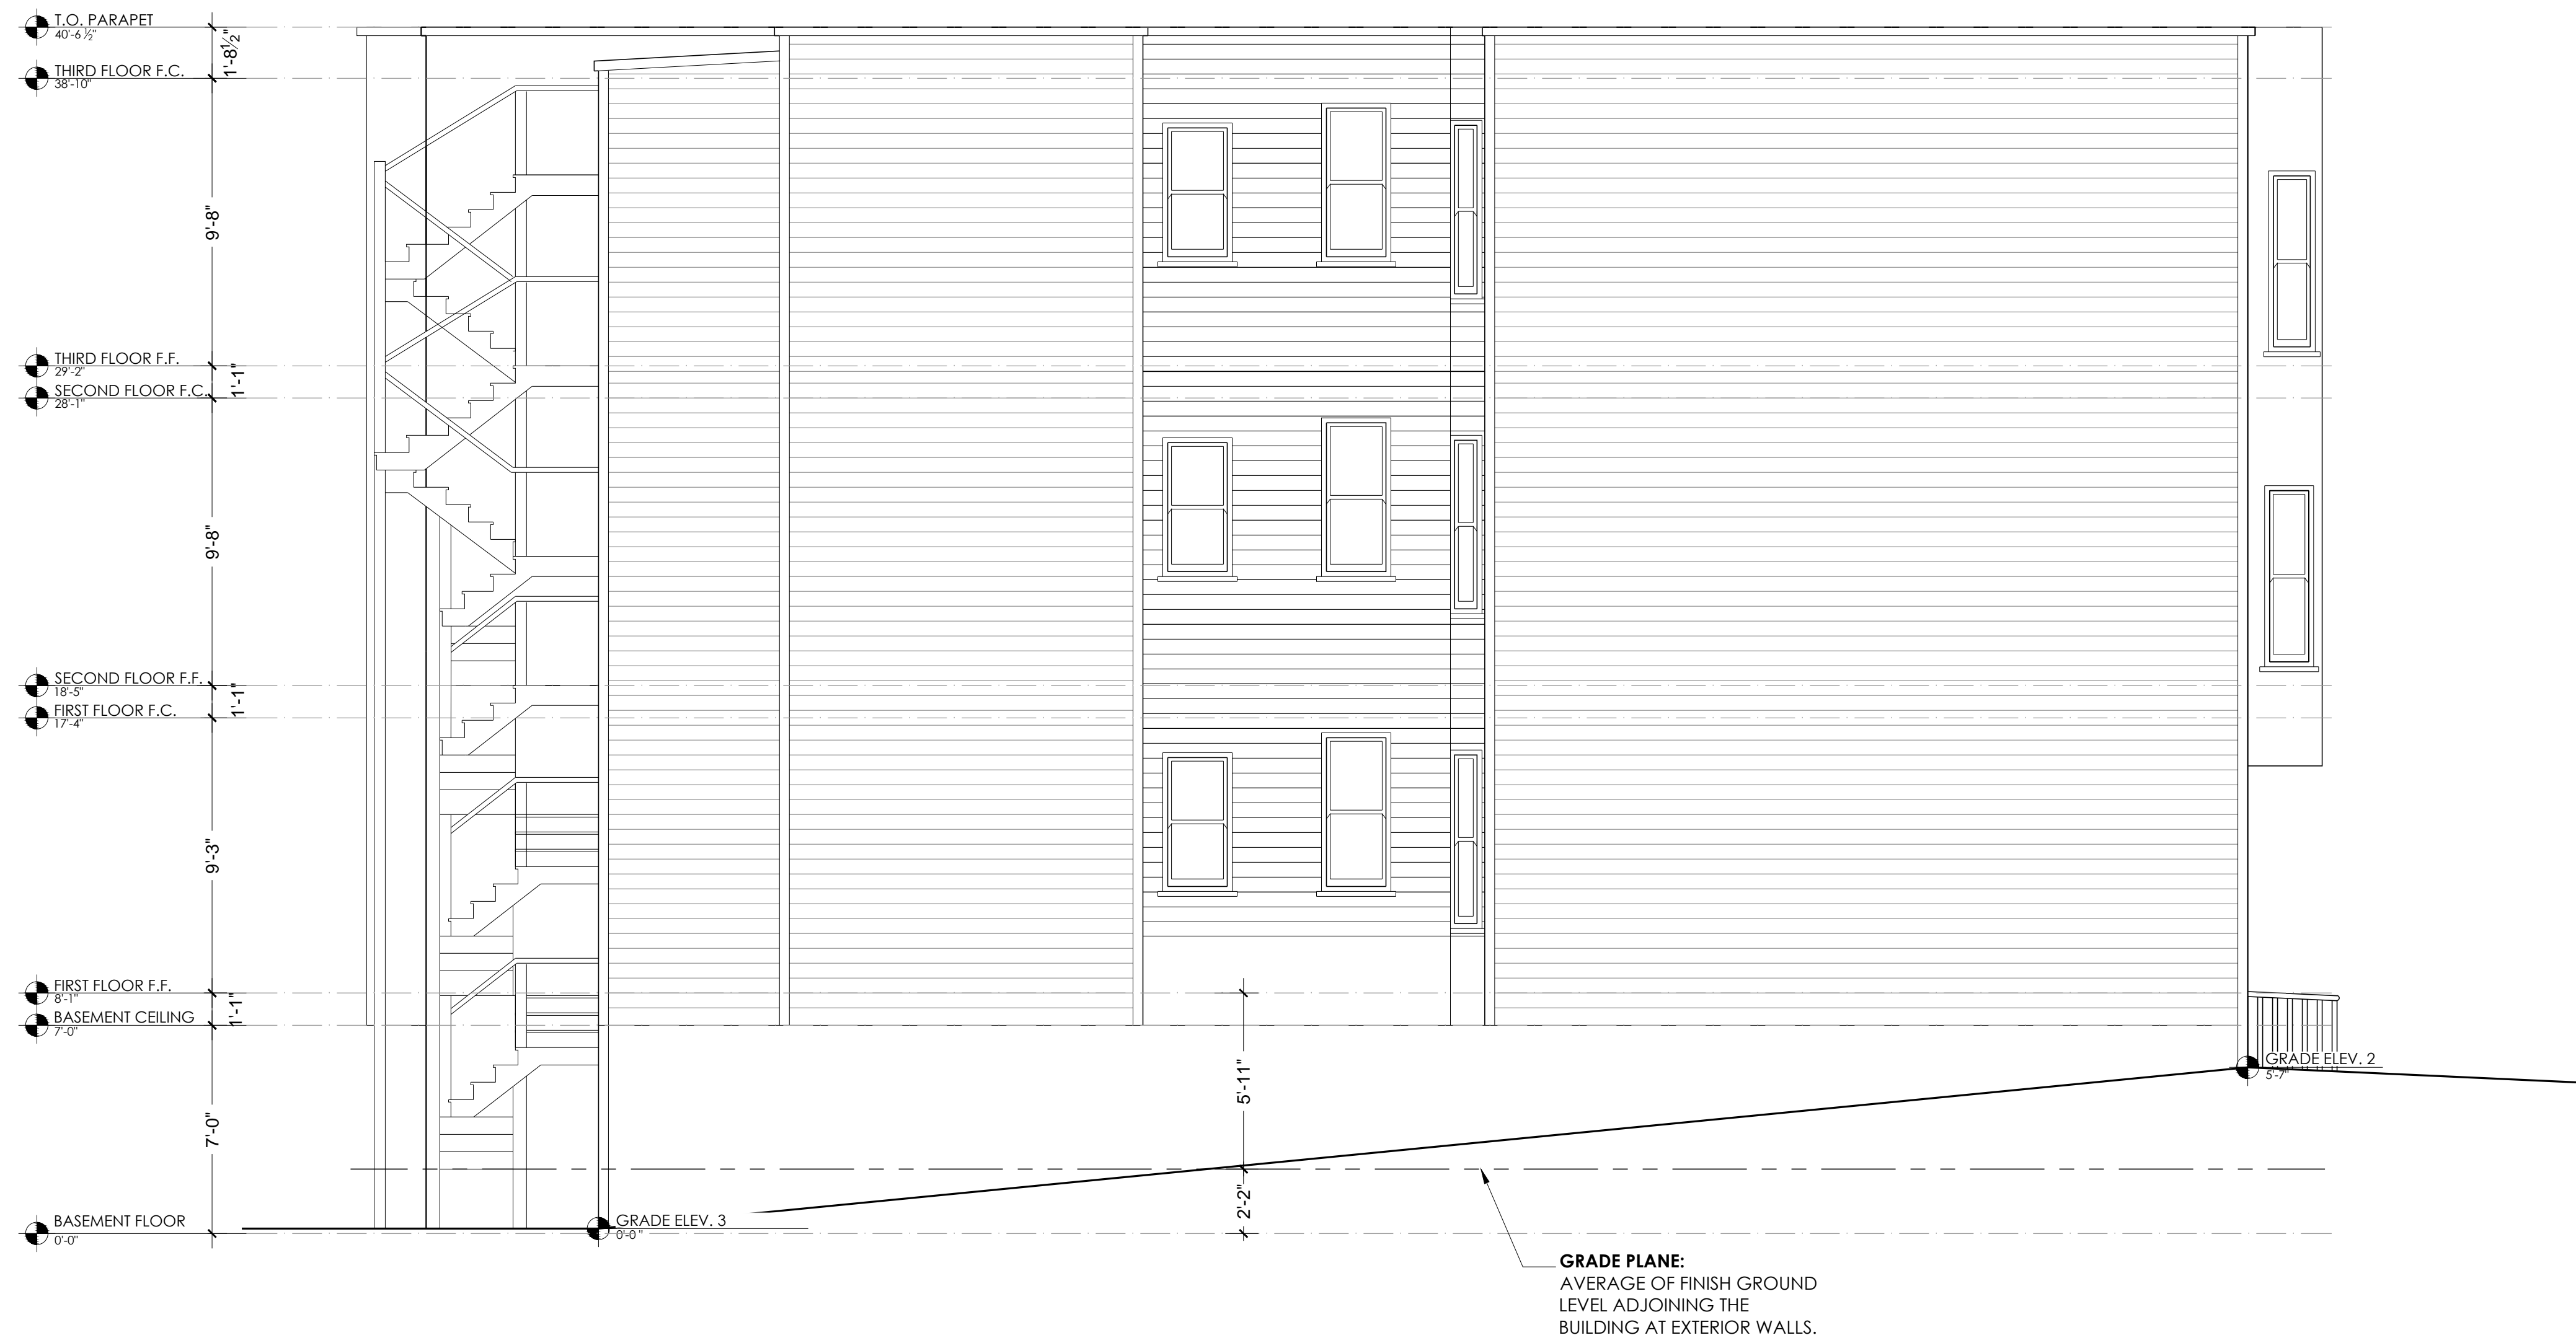 T.O. PARAPET
40'-6 ½"
1'-8½"
THIRD FLOOR F.C.
38'-10"
9'-8"
THIRD FLOOR F.F.
29'-2"
1'-1"
SECOND FLOOR F.C.
28'-1"
9'-8"
SECOND FLOOR F.F.
18'-5"
1'-1"
FIRST FLOOR F.C.
17'-4"
9'-3"
FIRST FLOOR F.F.
8'-1"
1'-1"
BASEMENT CEILING
7'-0"
5'-11"
GRADE ELEV. 2
5'-7"
7'-0"
2'-2"
BASEMENT FLOOR
0'-0"
GRADE ELEV. 3
0'-0"
GRADE PLANE:
AVERAGE OF FINISH GROUND
LEVEL ADJOINING THE
BUILDING AT EXTERIOR WALLS.